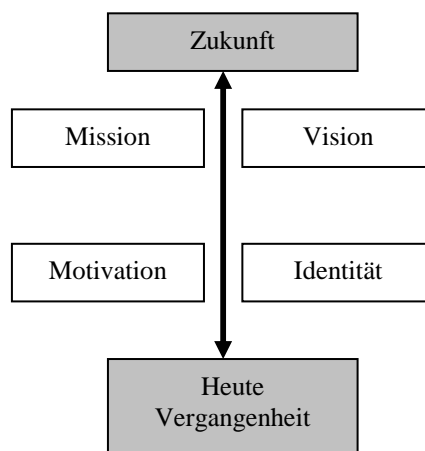 Zukunft
Mission
Vision
Motivation
Identität
Heute
Vergangenheit